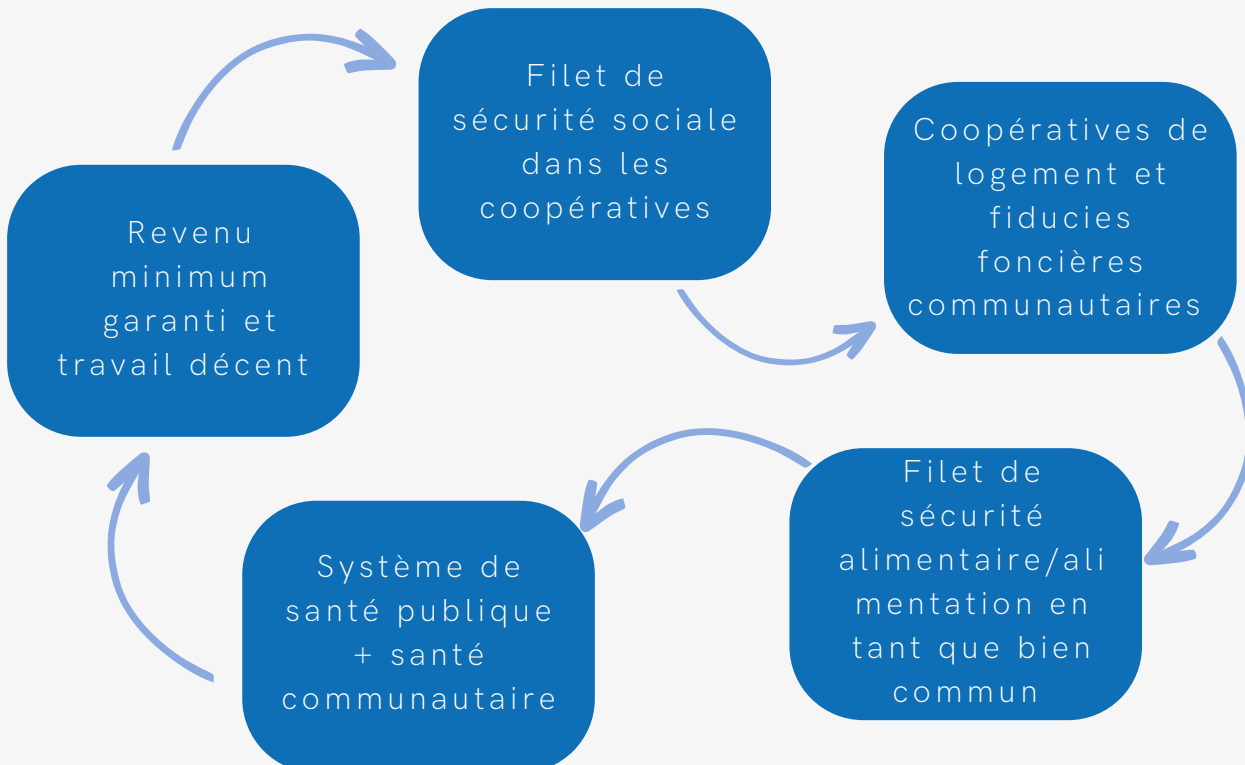 Revenu
minimum
garanti et
travail décent
Filet de
sécurité sociale
dans les
coopératives
Coopératives de
logement et
fiducies
foncières
communautaires
Filet de
sécurité
alimentaire/ali
mentation en
tant que bien
commun
Système de
santé publique
+ santé
communautaire